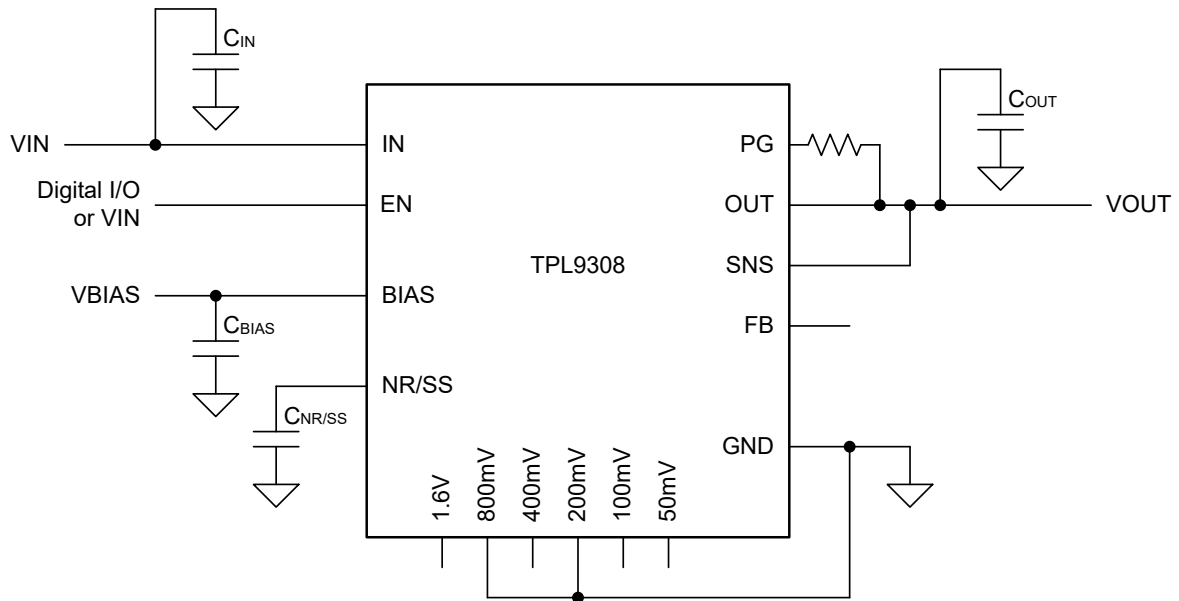 CIN
COUT
VIN
IN
PG
Digital I/O
or VIN
EN
OUT
VOUT
TPL9308
SNS
VBIAS
BIAS
CBIAS
FB
NR/SS
CNR/SS
GND
1.6V
800mV
400mV
200mV
100mV
50mV